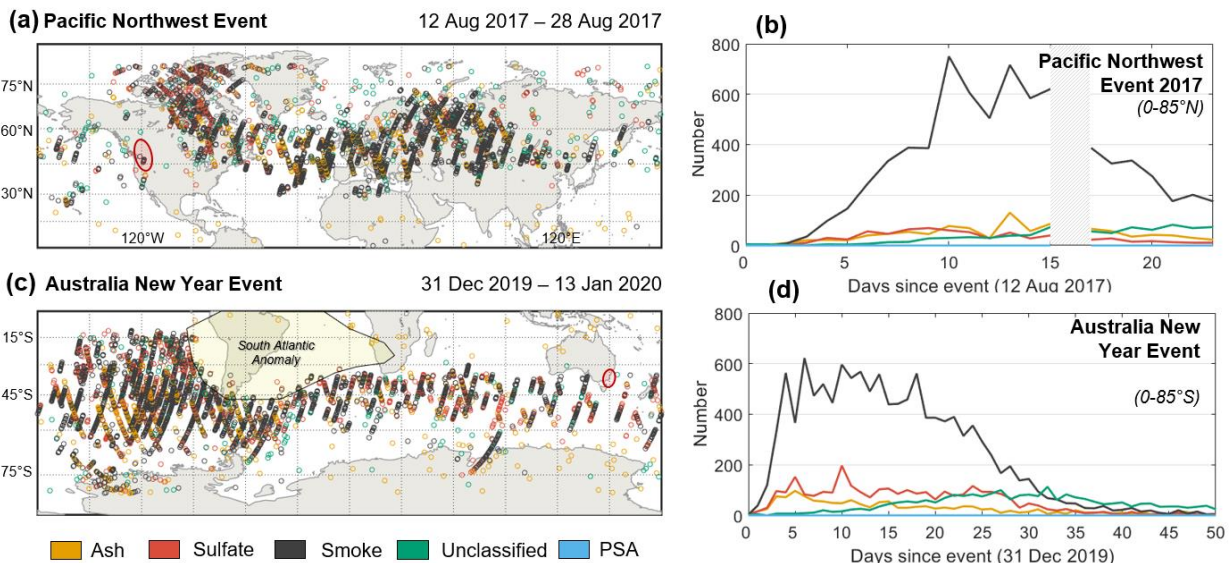 (a) Pacific Northwest Event 12 Aug 2017 – 28 Aug 2017
75°N
60°N
30°N
120°W 120°E
(b)
800
600
400
200
0
Number
Pacific Northwest
Event 2017
(0-85°N)
0 5 10 15 20
Days since event (12 Aug 2017)
(c) Australia New Year Event 31 Dec 2019 – 13 Jan 2020
15°S
45°S
75°S
South Atlantic
Anomaly
(d)
800
600
400
200
0
Number
Australia New
Year Event
(0-85°S)
0 5 10 15 20 25 30 35 40 45 50
Days since event (31 Dec 2019)
Ash Sulfate Smoke Unclassified PSA